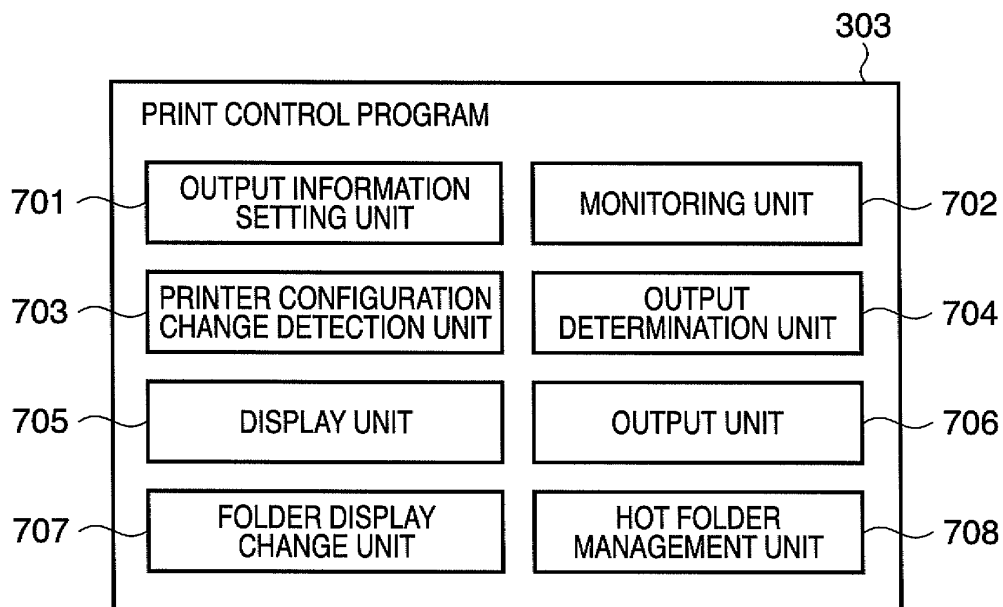 303
PRINT CONTROL PROGRAM
701
OUTPUT INFORMATION
SETTING UNIT
MONITORING UNIT
702
703
PRINTER CONFIGURATION
CHANGE DETECTION UNIT
OUTPUT
DETERMINATION UNIT
704
705
DISPLAY UNIT
OUTPUT UNIT
706
707
FOLDER DISPLAY
CHANGE UNIT
HOT FOLDER
MANAGEMENT UNIT
708